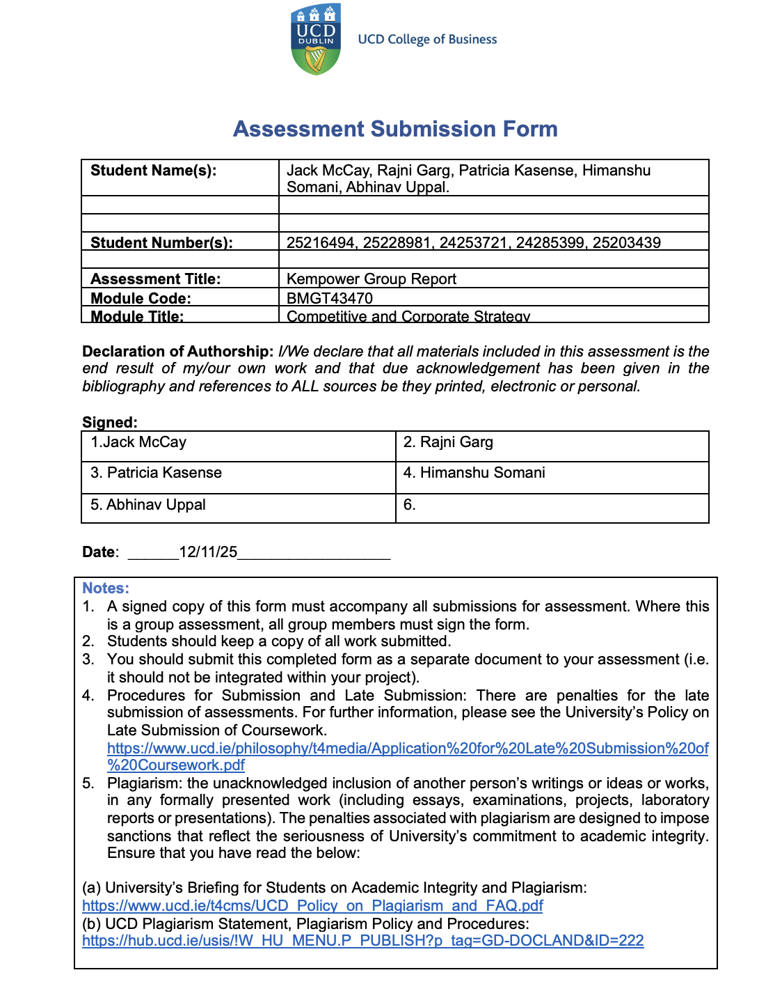 UCD
DUBLIN
UCD College of Business
Assessment Submission Form
Student Name(s):
Jack McCay, Rajni Garg, Patricia Kasense, Himanshu
Somani, Abhinav Uppal.
Student Number(s):
25216494, 25228981, 24253721, 24285399, 25203439
Assessment Title:
Kempower Group Report
Module Code:
BMGT43470
Module Title:
Competitive and Corporate Strategy
Declaration of Authorship: I/We declare that all materials included in this assessment is the
end result of my/our own work and that due acknowledgement has been given in the
bibliography and references to ALL sources be they printed, electronic or personal.
Signed:
1.Jack McCay
2. Rajni Garg
3. Patricia Kasense
4. Himanshu Somani
5. Abhinav Uppal
6.
Date: ______12/11/25__________________
Notes:
1. A signed copy of this form must accompany all submissions for assessment. Where this
is a group assessment, all group members must sign the form.
2. Students should keep a copy of all work submitted.
3. You should submit this completed form as a separate document to your assessment (i.e.
it should not be integrated within your project).
4. Procedures for Submission and Late Submission: There are penalties for the late
submission of assessments. For further information, please see the University’s Policy on
Late Submission of Coursework.
https://www.ucd.ie/philosophy/t4media/Application%20for%20Late%20Submission%20of
%20Coursework.pdf
5. Plagiarism: the unacknowledged inclusion of another person’s writings or ideas or works,
in any formally presented work (including essays, examinations, projects, laboratory
reports or presentations). The penalties associated with plagiarism are designed to impose
sanctions that reflect the seriousness of University’s commitment to academic integrity.
Ensure that you have read the below:
(a) University’s Briefing for Students on Academic Integrity and Plagiarism:
https://www.ucd.ie/t4cms/UCD_Policy_on_Plagiarism_and_FAQ.pdf
(b) UCD Plagiarism Statement, Plagiarism Policy and Procedures:
https://hub.ucd.ie/usis/!W_HU_MENU.P_PUBLISH?p_tag=GD-DOCLAND&ID=222